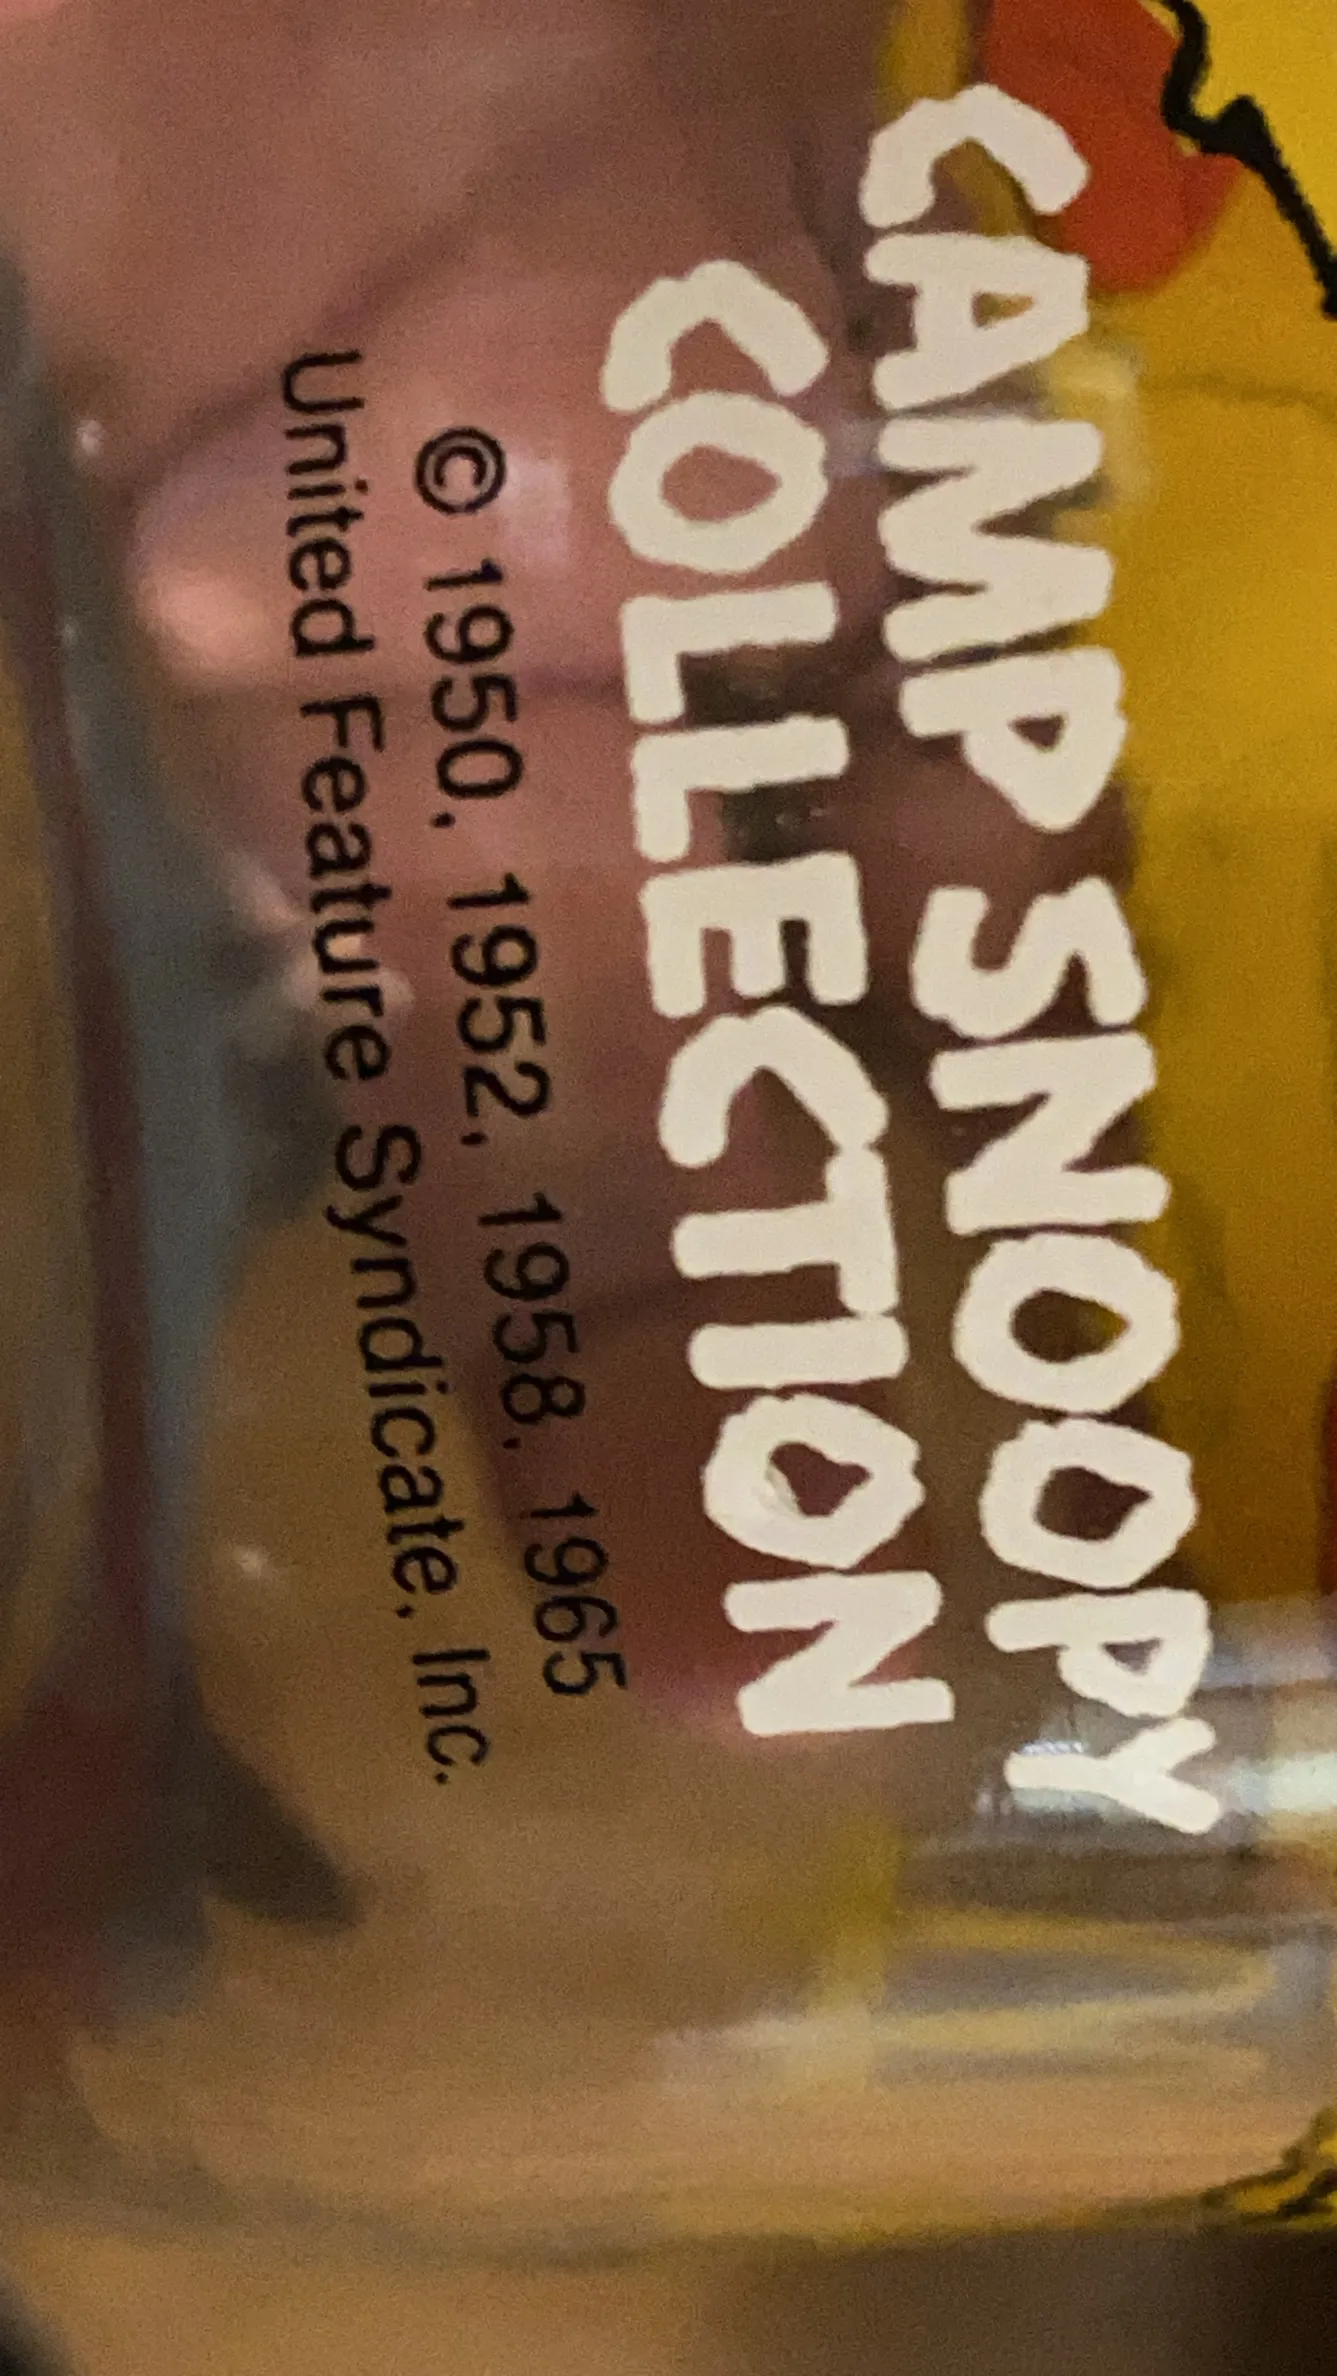 CAMP SNOOPY
COLLECTION
© 1950, 1952, 1958, 1965
United Feature Syndicate, Inc.